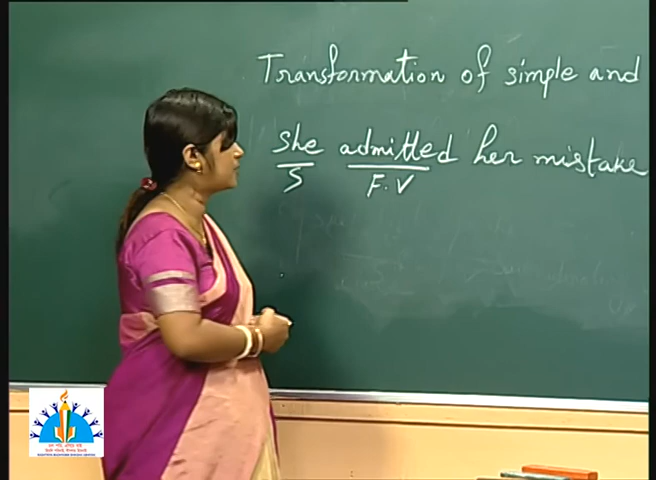 Transformation of simple and
she admitted her mistake
S F.V